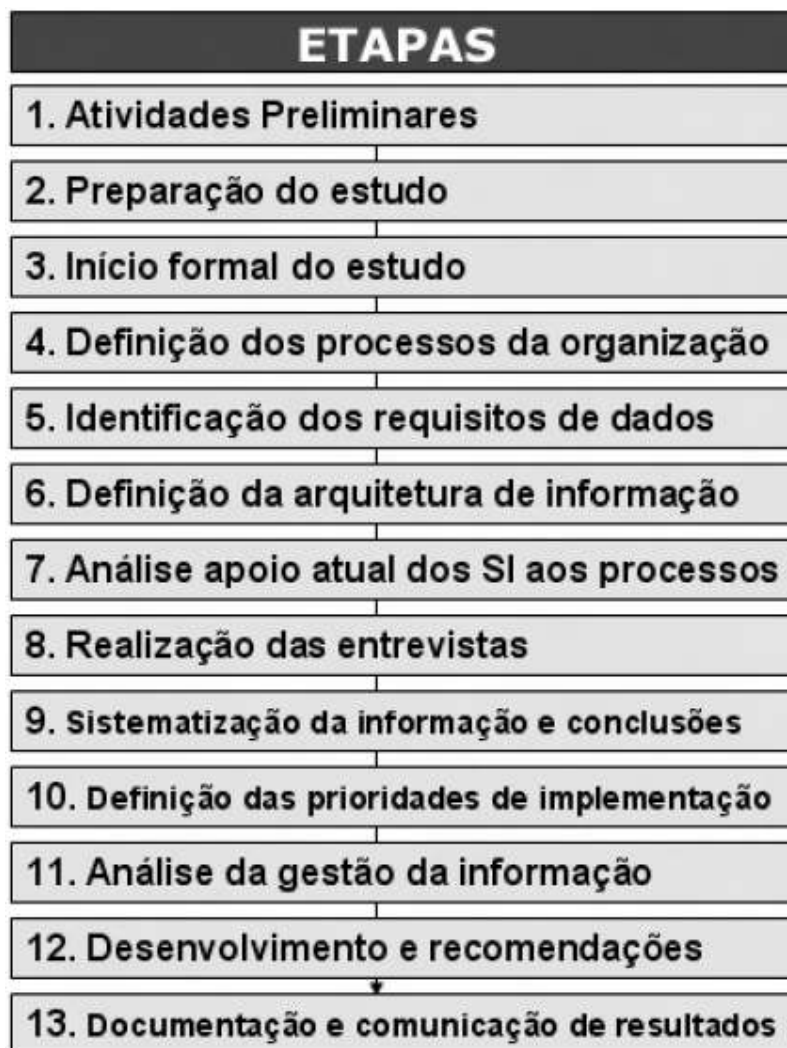 ETAPAS
1. Atividades Preliminares
2. Preparação do estudo
3. Início formal do estudo
4. Definição dos processos da organização
5. Identificação dos requisitos de dados
6. Definição da arquitetura de informação
7. Análise apoio atual dos SI aos processos
8. Realização das entrevistas
9. Sistematização da informação e conclusões
10. Definição das prioridades de implementação
11. Análise da gestão da informação
12. Desenvolvimento e recomendações
13. Documentação e comunicação de resultados